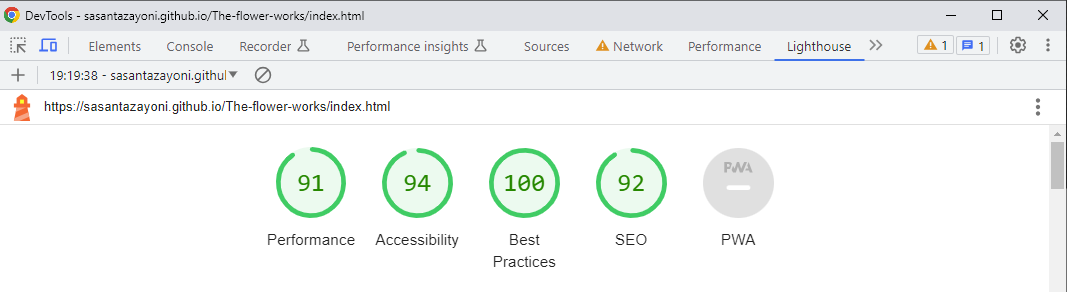 DevTools - sasantazayoni.github.io/The-flower-works/index.html
Elements Console Recorder Performance insights Sources Network Performance Lighthouse 1 1
19:19:38 - sasantazayoni.githul
https://sasantazayoni.github.io/The-flower-works/index.html
91 94 100 92 PWA
Performance Accessibility Best Practices SEO PWA